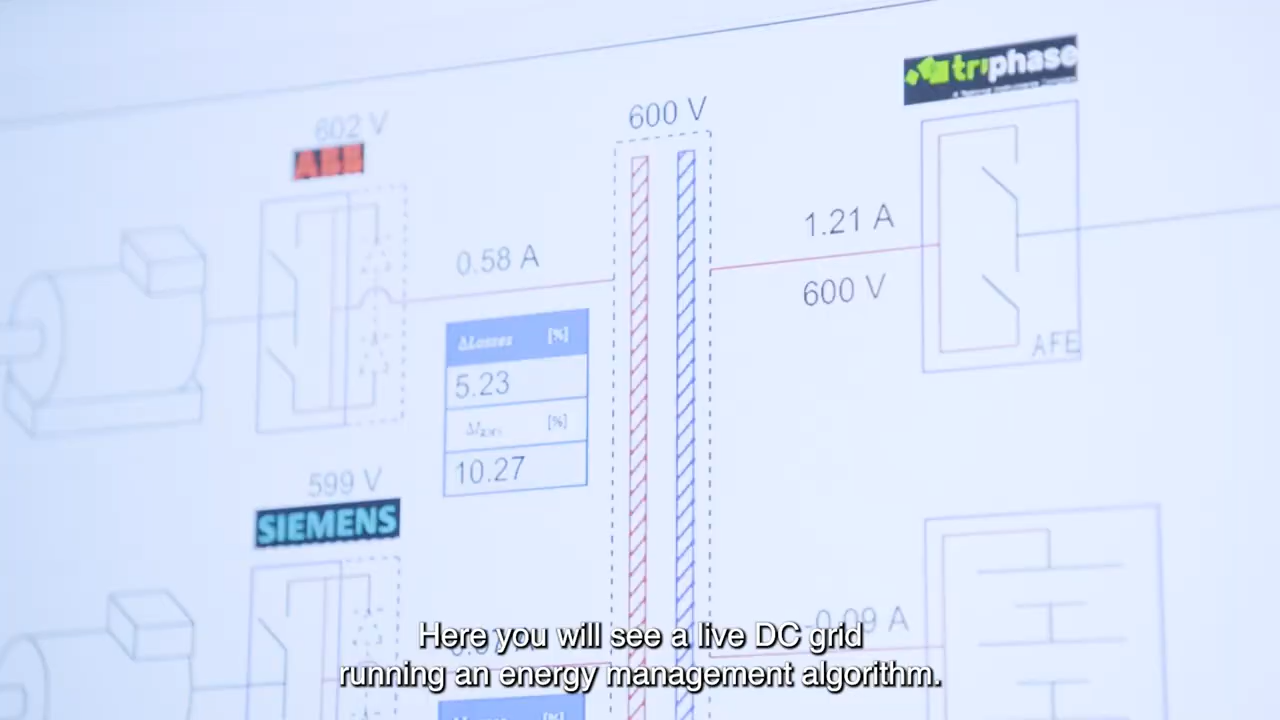 602 V
ABB
600 V
triphase
0.58 A
1.21 A
600 V
ΔLosses [%]
5.23
[%]
10.27
AFE
599 V
SIEMENS
-0.09 A
[%]
Here you will see a live DC grid
running an energy management algorithm.